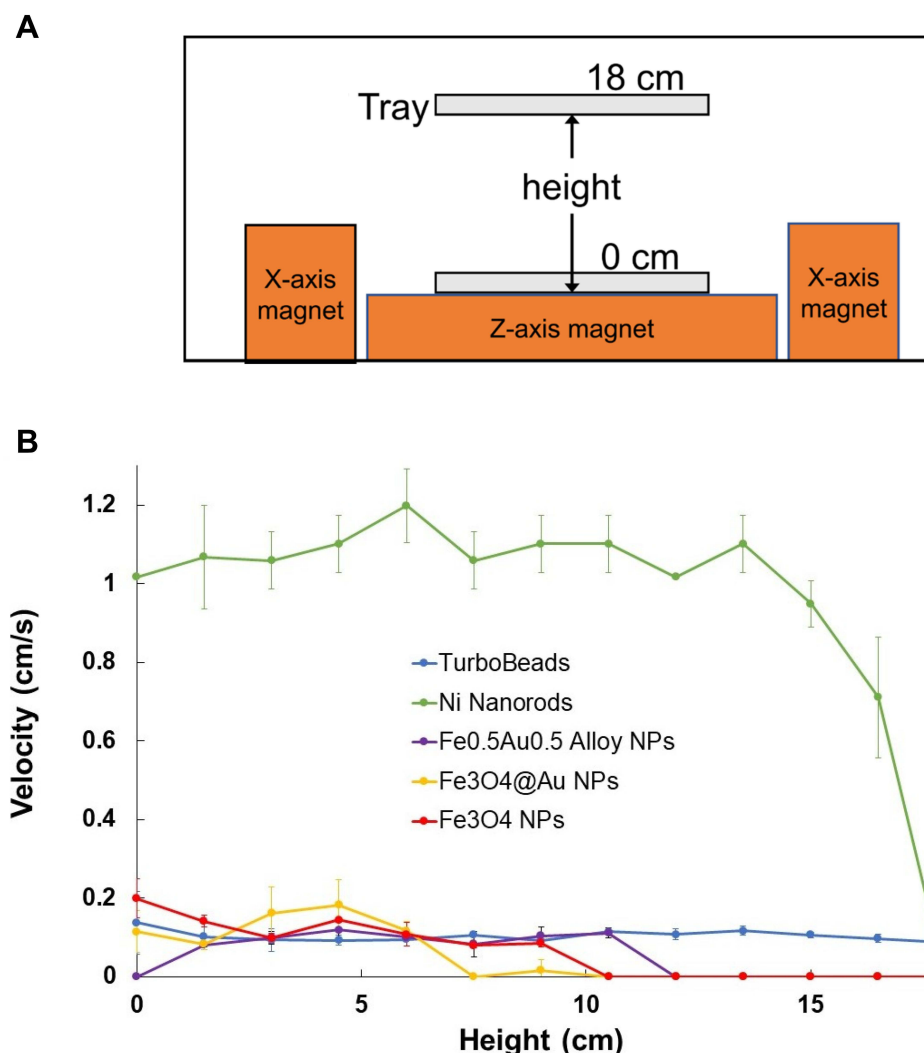 A
18 cm
Tray
height
0 cm
X-axis
magnet
Z-axis magnet
X-axis
magnet
B
1.2
1
0.8
0.6
0.4
0.2
0
Velocity (cm/s)
TurboBeads
Ni Nanorods
Fe0.5Au0.5 Alloy NPs
Fe3O4@Au NPs
Fe3O4 NPs
0
5
10
15
Height (cm)